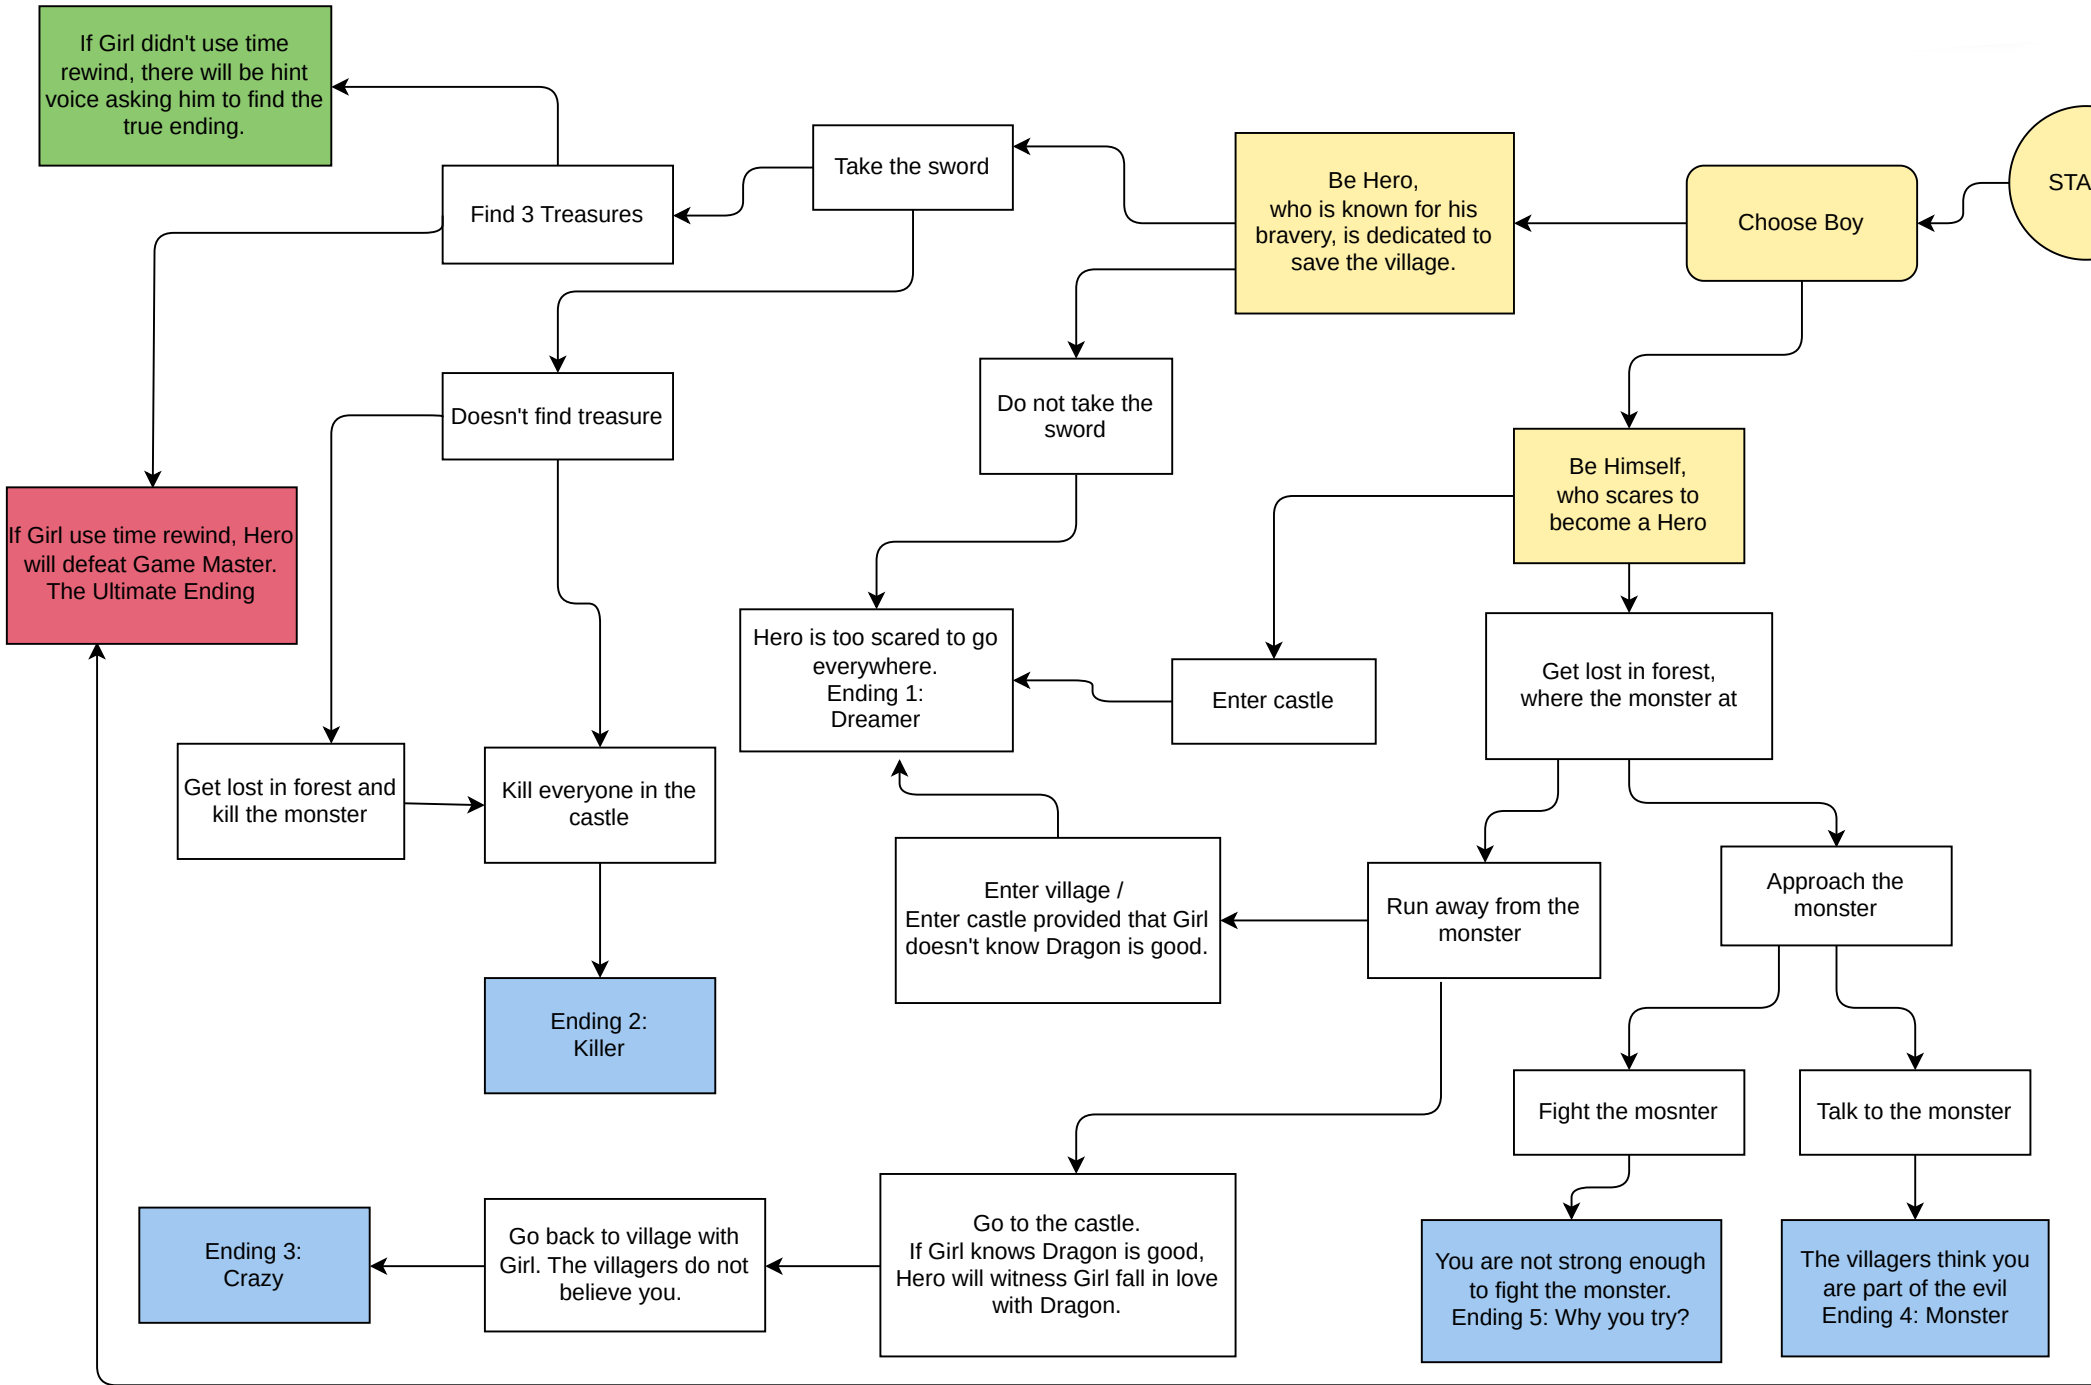 If Girl didn't use time
rewind, there will be hint
voice asking him to find the
true ending.
Take the sword
Find 3 Treasures
Be Hero,
who is known for his
bravery, is dedicated to
save the village.
Choose Boy
STA
Doesn't find treasure
Do not take the
sword
Be Himself,
who scares to
become a Hero
If Girl use time rewind, Hero
will defeat Game Master.
The Ultimate Ending
Hero is too scared to go
everywhere.
Ending 1:
Dreamer
Enter castle
Get lost in forest,
where the monster at
Get lost in forest and
kill the monster
Kill everyone in the
castle
Enter village /
Enter castle provided that Girl
doesn't know Dragon is good.
Run away from the
monster
Approach the
monster
Ending 2:
Killer
Fight the mosnter
Talk to the monster
Ending 3:
Crazy
Go back to village with
Girl. The villagers do not
believe you.
Go to the castle.
If Girl knows Dragon is good,
Hero will witness Girl fall in love
with Dragon.
You are not strong enough
to fight the monster.
Ending 5: Why you try?
The villagers think you
are part of the evil
Ending 4: Monster